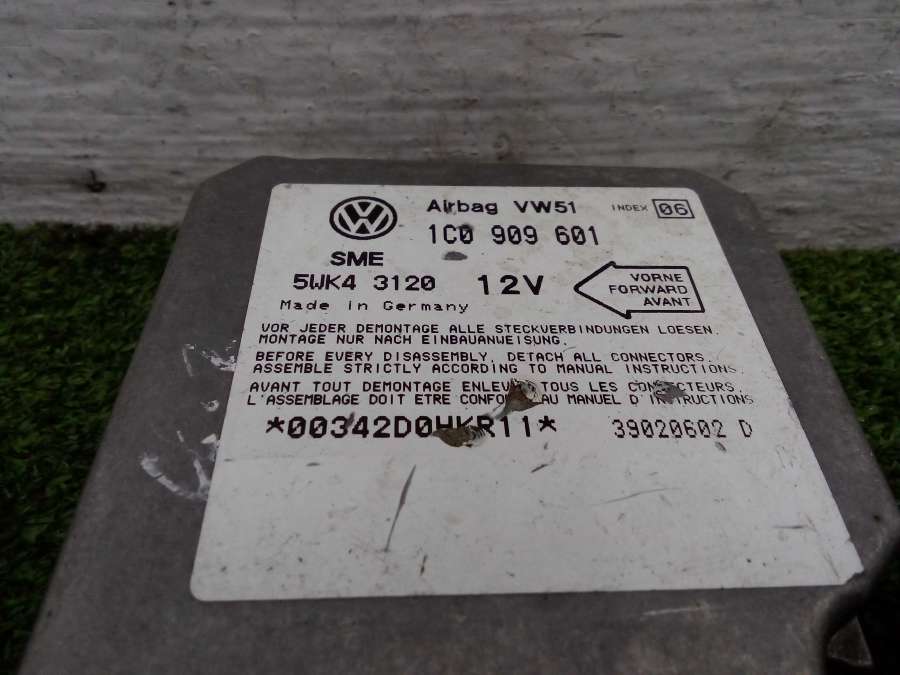 Airbag VW51 INDEX 06
1C0 909 601
SME
5WK4 3120 12V
VORNE
FORWARD
AVANT
Made in Germany
VOR JEDER DEMONTAGE ALLE STECKVERBINDUNGEN LOESEN.
MONTAGE NUR NACH EINBAUANWEISUNG.
BEFORE EVERY DISASSEMBLY, DETACH ALL CONNECTORS.
ASSEMBLE STRICTLY ACCORDING TO MANUAL INSTRUCTIONS.
AVANT TOUT DEMONTAGE ENLEVER TOUS LES CONNECTEURS.
L'ASSEMBLAGE DOIT ETRE AU MANUEL D'INSTRUCTIONS
*00342D0HKR11* 39020602 D